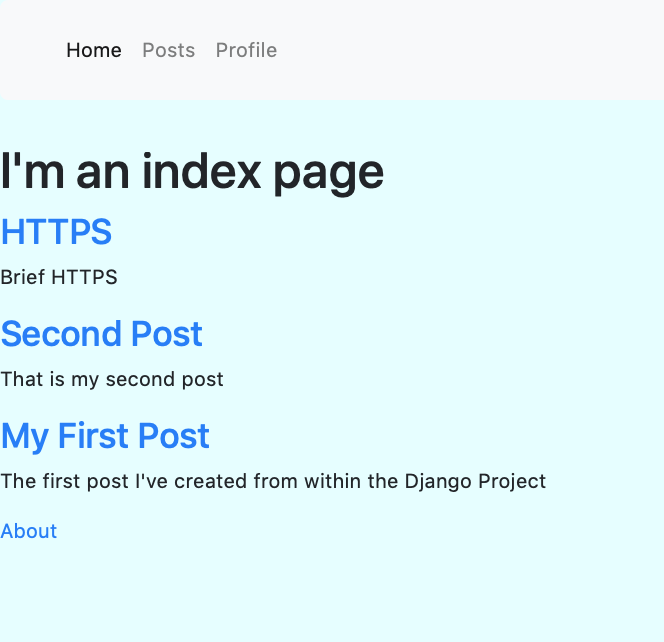 Home Posts Profile
I'm an index page
HTTPS
Brief HTTPS
Second Post
That is my second post
My First Post
The first post I've created from within the Django Project
About